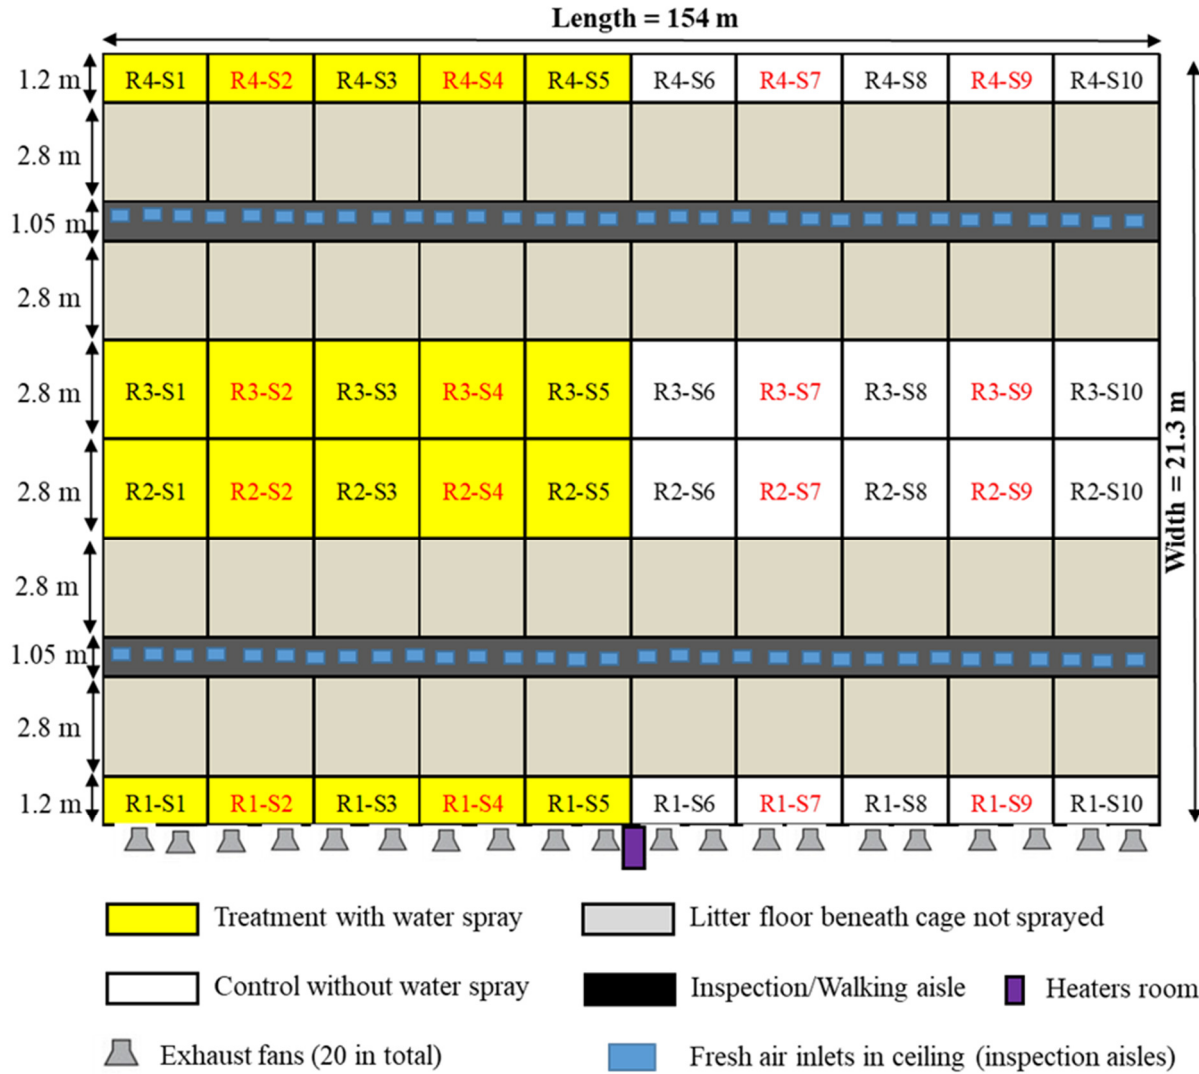 Length = 154 m
1.2 m R4-S1 R4-S2 R4-S3 R4-S4 R4-S5 R4-S6 R4-S7 R4-S8 R4-S9 R4-S10
2.8 m
1.05 m
2.8 m
2.8 m R3-S1 R3-S2 R3-S3 R3-S4 R3-S5 R3-S6 R3-S7 R3-S8 R3-S9 R3-S10
2.8 m R2-S1 R2-S2 R2-S3 R2-S4 R2-S5 R2-S6 R2-S7 R2-S8 R2-S9 R2-S10
Width = 21.3 m
2.8 m
1.05 m
2.8 m
1.2 m R1-S1 R1-S2 R1-S3 R1-S4 R1-S5 R1-S6 R1-S7 R1-S8 R1-S9 R1-S10
Treatment with water spray Litter floor beneath cage not sprayed
Control without water spray Inspection/Walking aisle Heaters room
Exhaust fans (20 in total) Fresh air inlets in ceiling (inspection aisles)